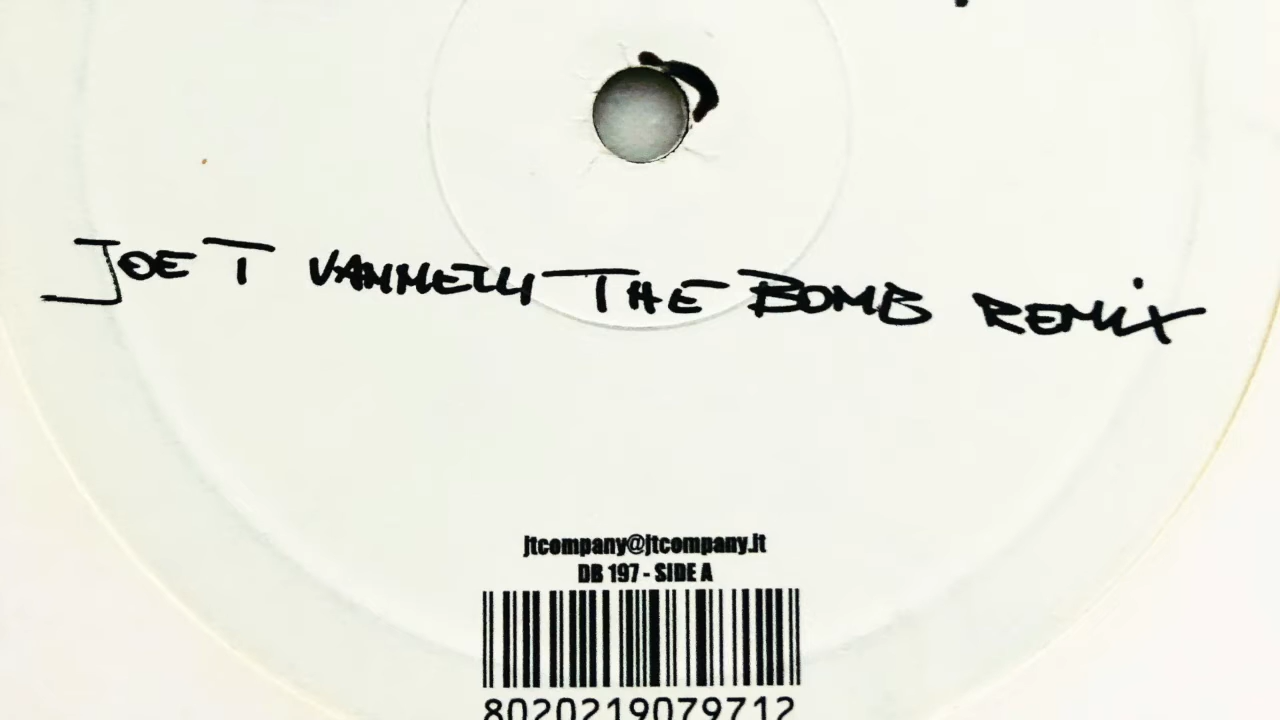 JOE T VANNELLI THE BOMB REMIX
jtcompany@jtcompany.it
DB 197 - SIDE A
8020219079712